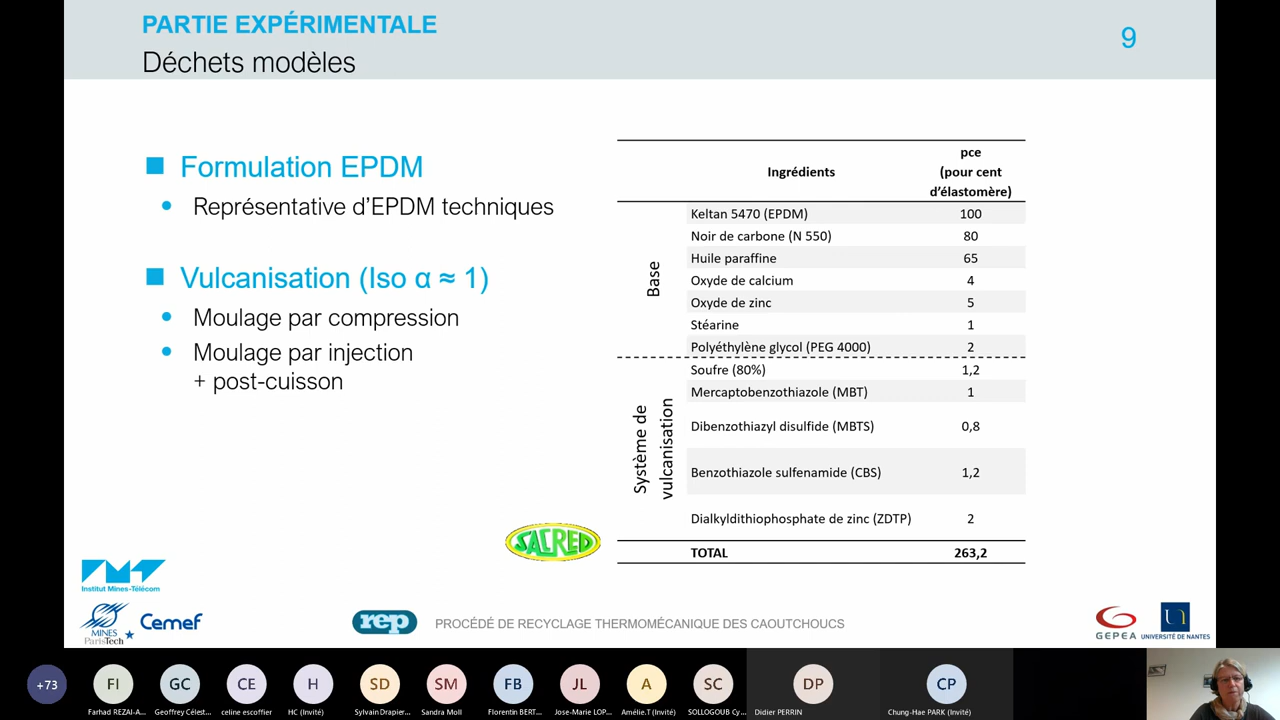 PARTIE EXPÉRIMENTALE
9
Déchets modèles
Formulation EPDM
Représentative d'EPDM techniques
Vulcanisation (Iso α ≈ 1)
Moulage par compression
Moulage par injection
+ post-cuisson
Ingrédients
pce
(pour cent
d'élastomère)
Base
Keltan 5470 (EPDM) 100
Noir de carbone (N 550) 80
Huile paraffine 65
Oxyde de calcium 4
Oxyde de zinc 5
Stéarine 1
Polyéthylène glycol (PEG 4000) 2
Système de
vulcanisation
Soufre (80%) 1,2
Mercaptobenzothiazole (MBT) 1
Dibenzothiazyl disulfide (MBTS) 0,8
Benzothiazole sulfenamide (CBS) 1,2
Dialkyldithiophosphate de zinc (ZDTP) 2
TOTAL 263,2
SACRED
Institut Mines-Télécom
MINES
ParisTech
Cemef
rep
PROCÉDÉ DE RECYCLAGE THERMOMÉCANIQUE DES CAOUTCHOUCS
GEPEA
UNIVERSITÉ DE NANTES
+73
FI
GC
CE
H
SD
SM
FB
JL
A
SC
DP
CP
Farhad REZAI-A...
Geoffrey Célest...
celine escoffier
HC (Invité)
Sylvain Drapier...
Sandra Moll
Florentin BERT...
Jose-Marie LOP...
Amélie.T (Invité)
SOLLOGOUB Cy...
Didier PERRIN
Chung-Hae PARK (Invité)